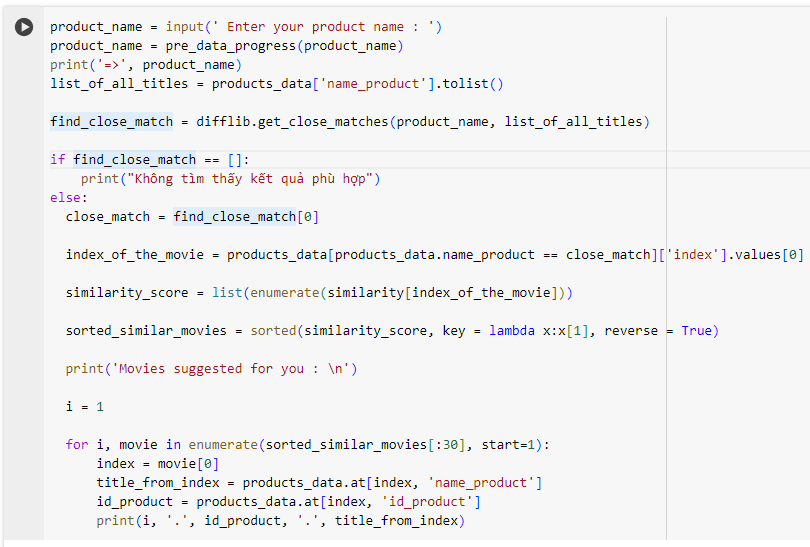 product_name = input(' Enter your product name : ')
product_name = pre_data_progress(product_name)
print('=>', product_name)
list_of_all_titles = products_data['name_product'].tolist()
find_close_match = difflib.get_close_matches(product_name, list_of_all_titles)
if find_close_match == []:
    print("Không tìm thấy kết quả phù hợp")
else:
  close_match = find_close_match[0]
  index_of_the_movie = products_data[products_data.name_product == close_match]['index'].values[0]
  similarity_score = list(enumerate(similarity[index_of_the_movie]))
  sorted_similar_movies = sorted(similarity_score, key = lambda x:x[1], reverse = True)
  print('Movies suggested for you : \n')
  i = 1
  for i, movie in enumerate(sorted_similar_movies[:30], start=1):
      index = movie[0]
      title_from_index = products_data.at[index, 'name_product']
      id_product = products_data.at[index, 'id_product']
      print(i, '.', id_product, '.', title_from_index)